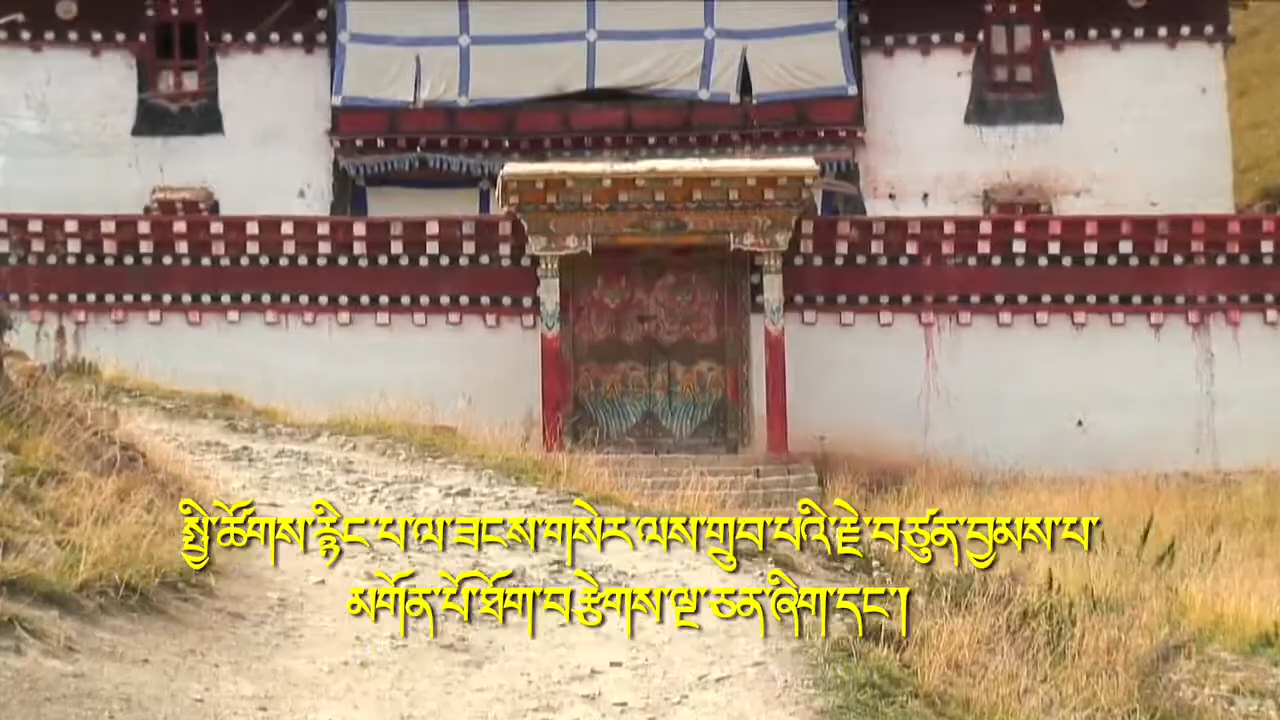 སྤྱི་ཚོགས་རྙིང་པ་ལ་ཟངས་གསེར་ལས་གྲུབ་པའི་རྗེ་བཙུན་བྱམས་པ་
མགོན་པོ་ཐོག་བརྩེགས་ལྔ་ཅན་ཞིག་དང་།